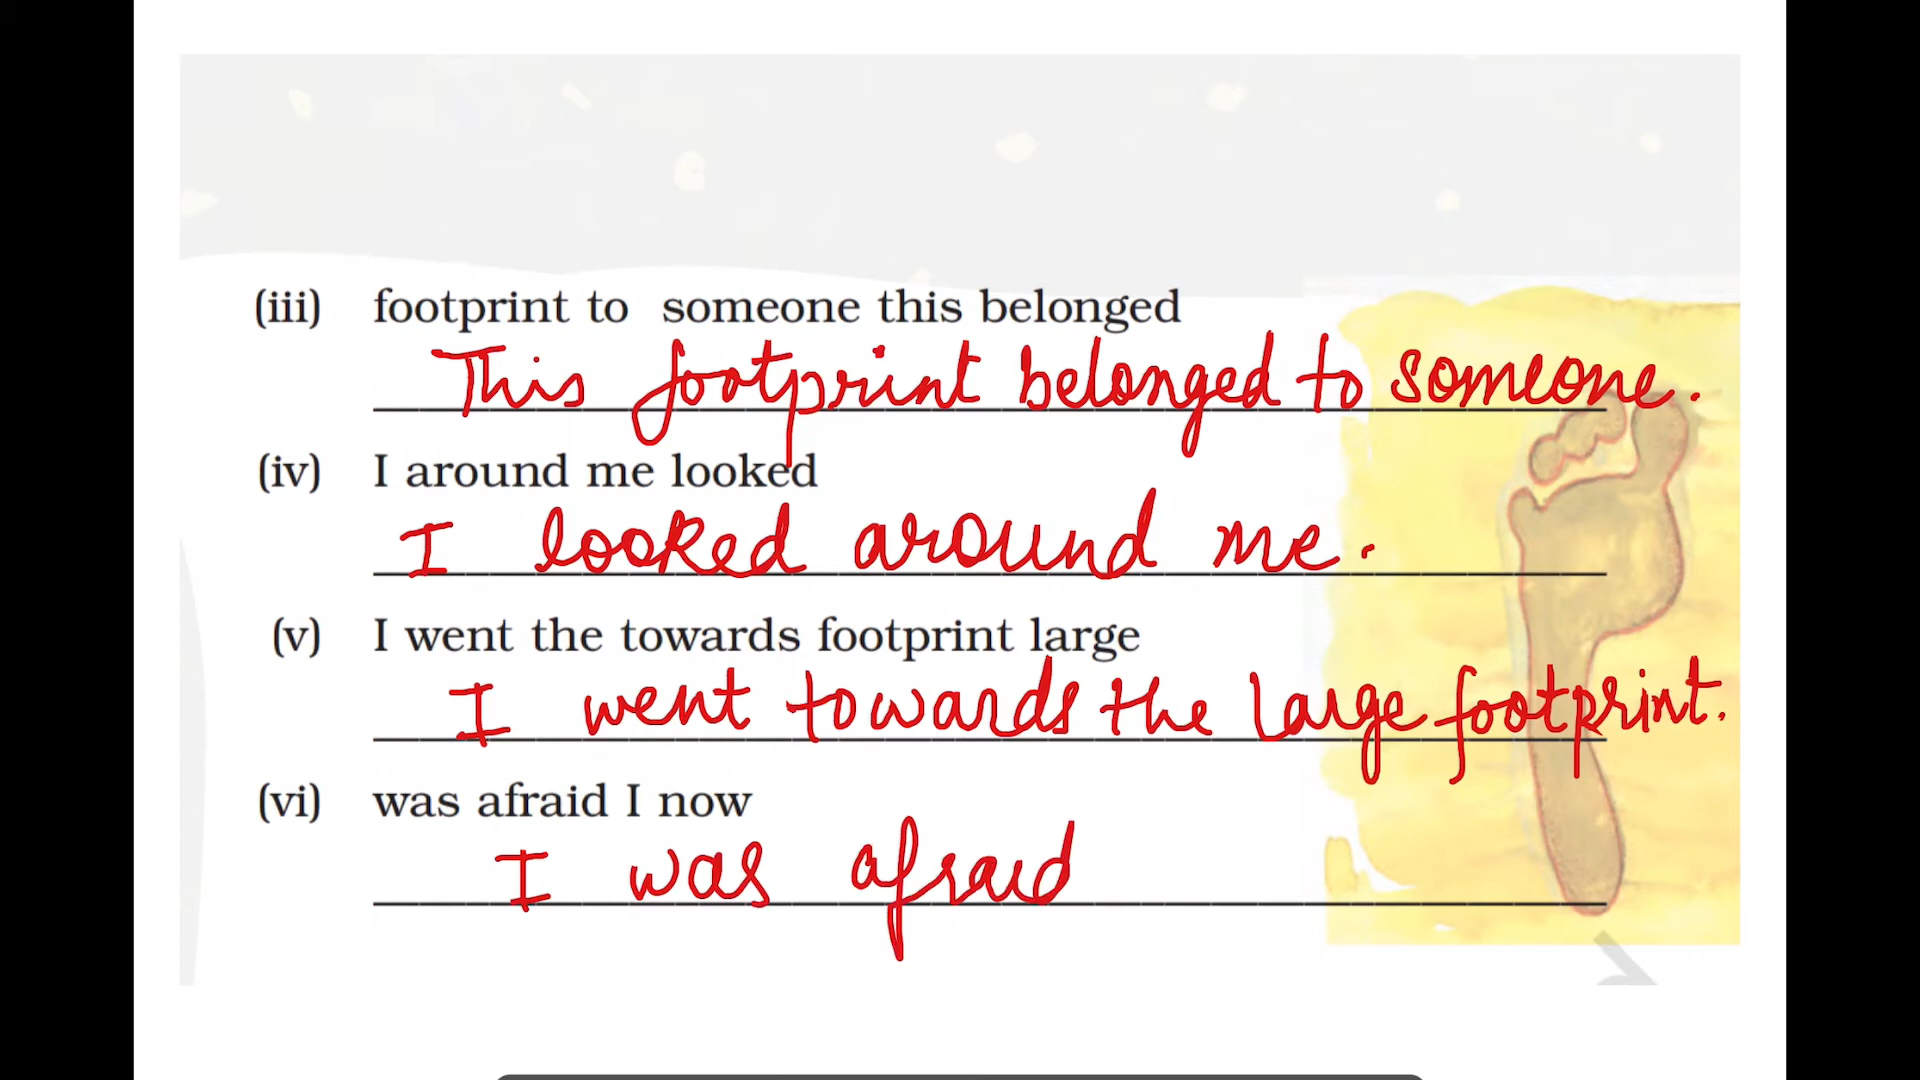 (iii) footprint to someone this belonged
This footprint belonged to someone.
(iv) I around me looked
I looked around me.
(v) I went the towards footprint large
I went towards the large footprint.
(vi) was afraid I now
I was afraid